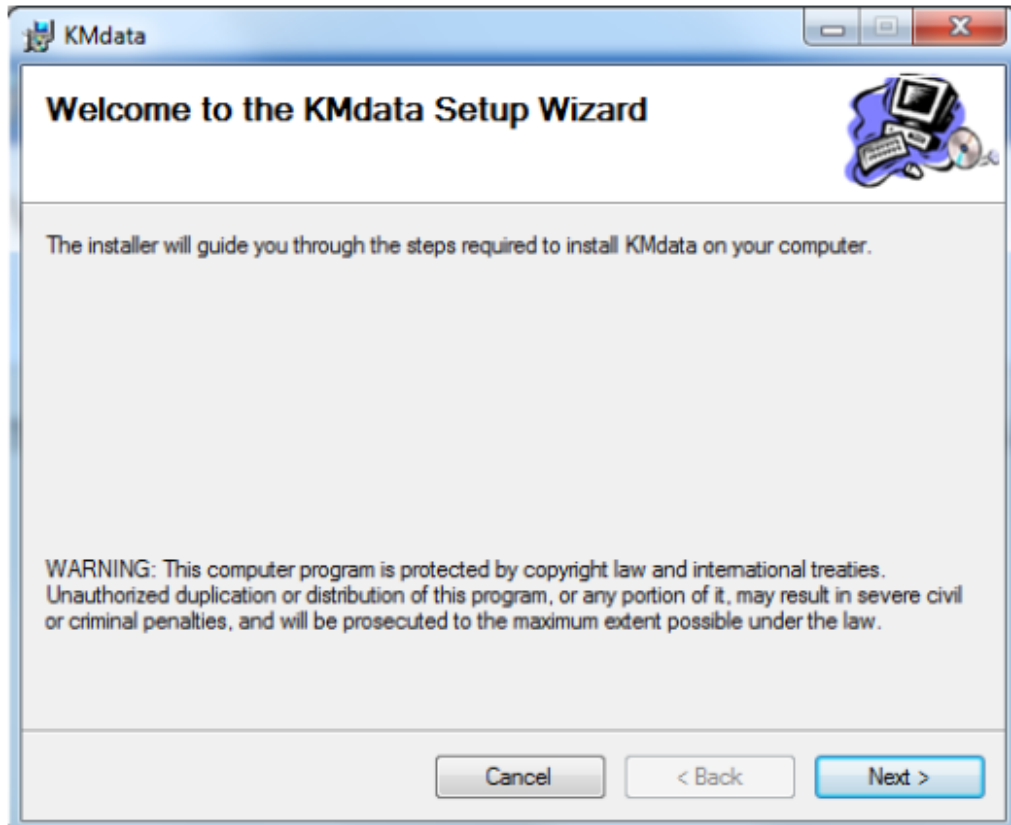 KMdata
Welcome to the KMdata Setup Wizard
The installer will guide you through the steps required to install KMdata on your computer.
WARNING: This computer program is protected by copyright law and international treaties.
Unauthorized duplication or distribution of this program, or any portion of it, may result in severe civil
or criminal penalties, and will be prosecuted to the maximum extent possible under the law.
Cancel
< Back
Next >